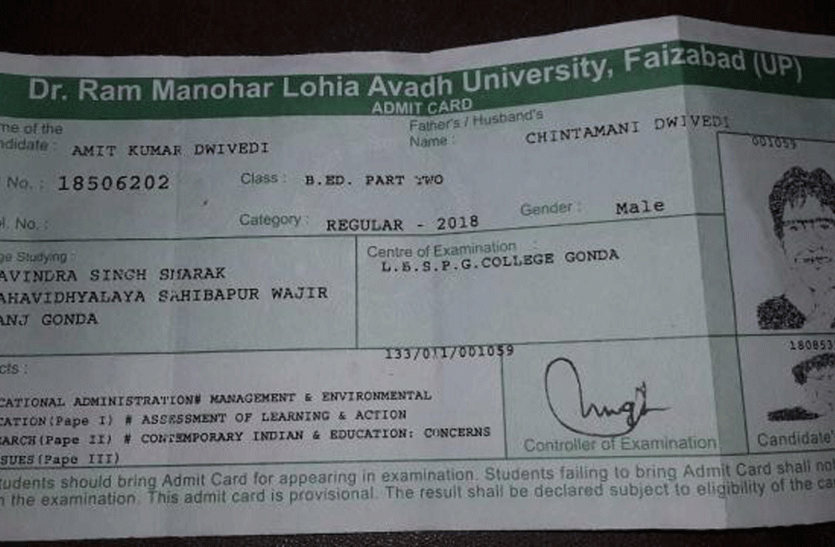 Dr. Ram Manohar Lohia Avadh University, Faizabad (UP)
ADMIT CARD
me of the
ndidate : AMIT KUMAR DWIVEDI
Father's / Husband's
Name : CHINTAMANI DWIVEDI
001059
No. : 18506202 Class : B.ED. PART TWO
l. No. : Category : REGULAR - 2018 Gender : Male
ge Studying :
AVINDRA SINGH SMARAK
AHAVIDHYALAYA SAHIBAPUR WAJIR
ANJ GONDA
Centre of Examination :
L.B.S.P.G.COLLEGE GONDA
133/011/001059
180853
cts :
CATIONAL ADMINISTRATION# MANAGEMENT & ENVIRONMENTAL
CATION(Pape I) # ASSESSMENT OF LEARNING & ACTION
EARCH(Pape II) # CONTEMPORARY INDIAN & EDUCATION: CONCERNS
SSUES(Pape III)
Controller of Examination
Candidate'
tudents should bring Admit Card for appearing in examination. Students failing to bring Admit Card shall not
n the examination. This admit card is provisional. The result shall be declared subject to eligibility of the ca